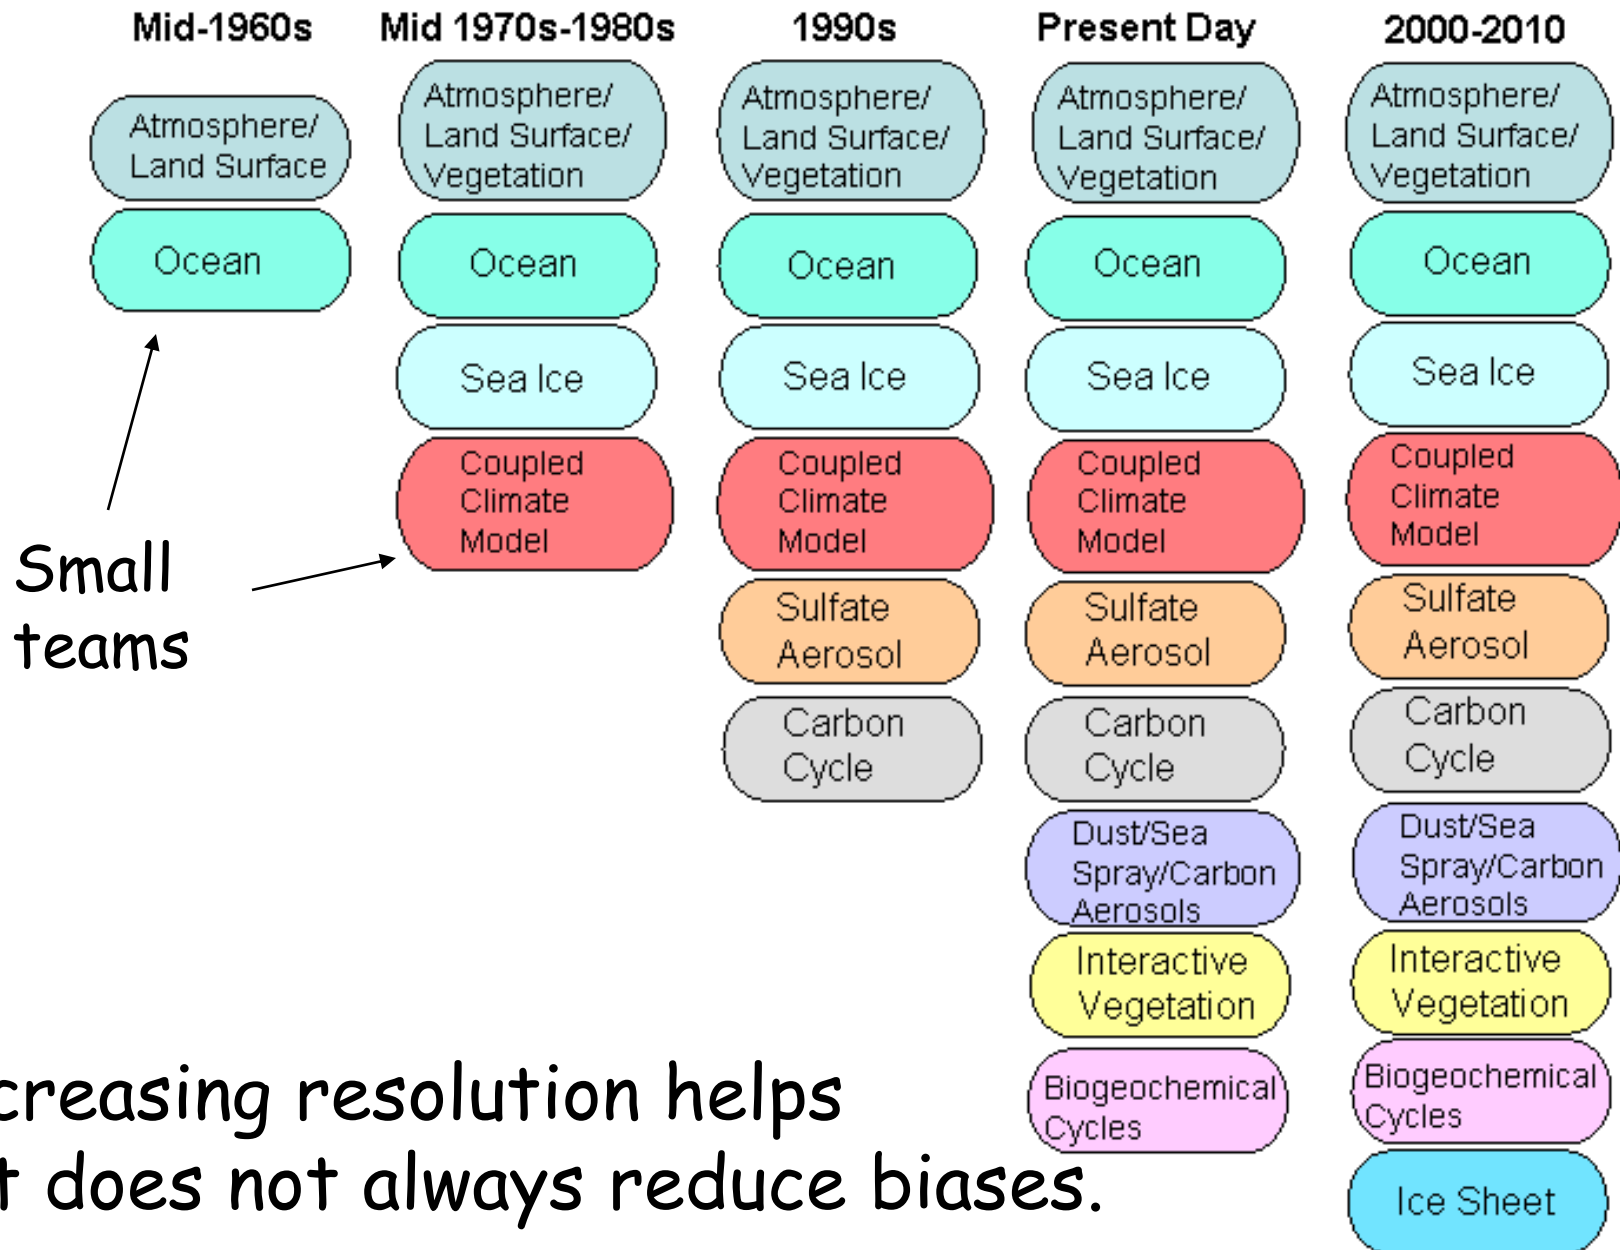 Mid-1960s
Atmosphere/
Land Surface
Ocean
Mid 1970s-1980s
Atmosphere/
Land Surface/
Vegetation
Ocean
Sea Ice
Coupled
Climate
Model
1990s
Atmosphere/
Land Surface/
Vegetation
Ocean
Sea Ice
Coupled
Climate
Model
Sulfate
Aerosol
Carbon
Cycle
Present Day
Atmosphere/
Land Surface/
Vegetation
Ocean
Sea Ice
Coupled
Climate
Model
Sulfate
Aerosol
Carbon
Cycle
Dust/Sea
Spray/Carbon
Aerosols
Interactive
Vegetation
Biogeochemical
Cycles
2000-2010
Atmosphere/
Land Surface/
Vegetation
Ocean
Sea Ice
Coupled
Climate
Model
Sulfate
Aerosol
Carbon
Cycle
Dust/Sea
Spray/Carbon
Aerosols
Interactive
Vegetation
Biogeochemical
Cycles
Ice Sheet
Small
teams
creasing resolution helps
t does not always reduce biases.